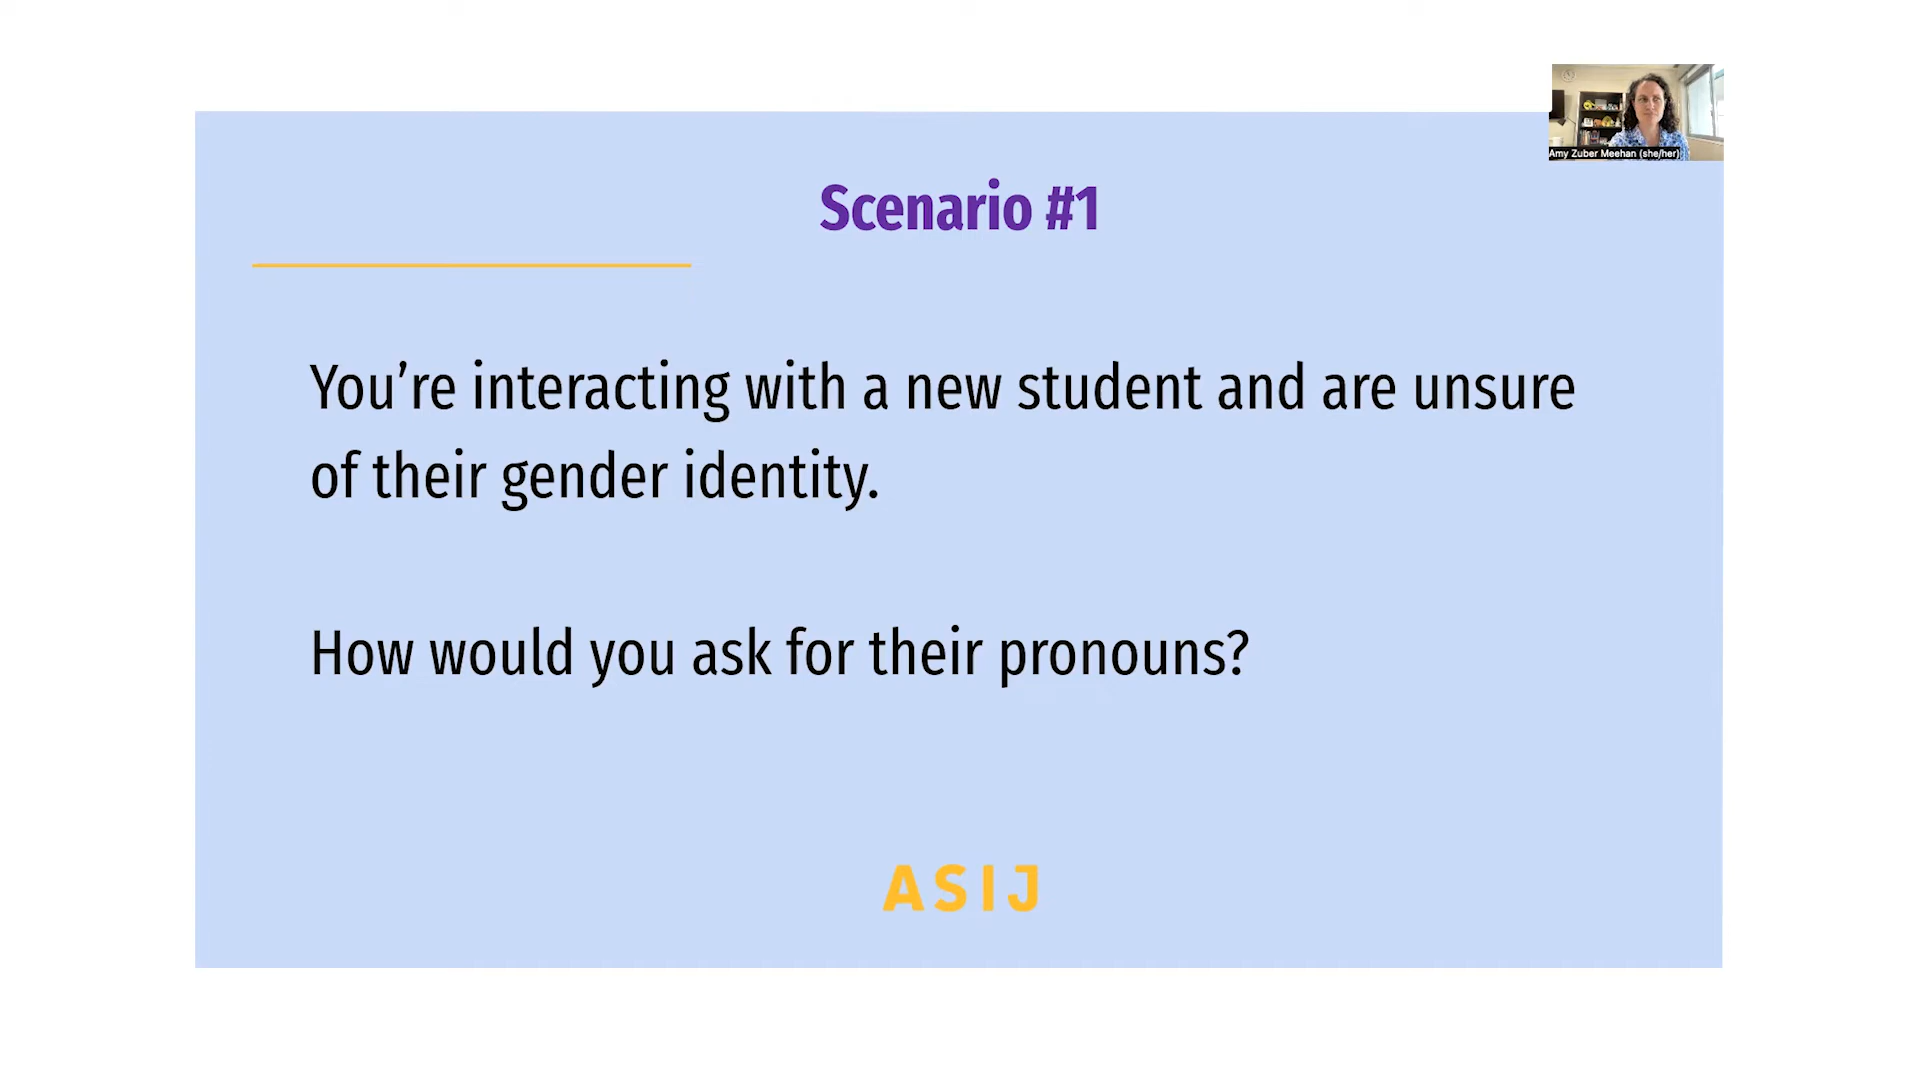 Amy Zuber Meehan (she/her)
Scenario #1
You’re interacting with a new student and are unsure
of their gender identity.
How would you ask for their pronouns?
ASIJ